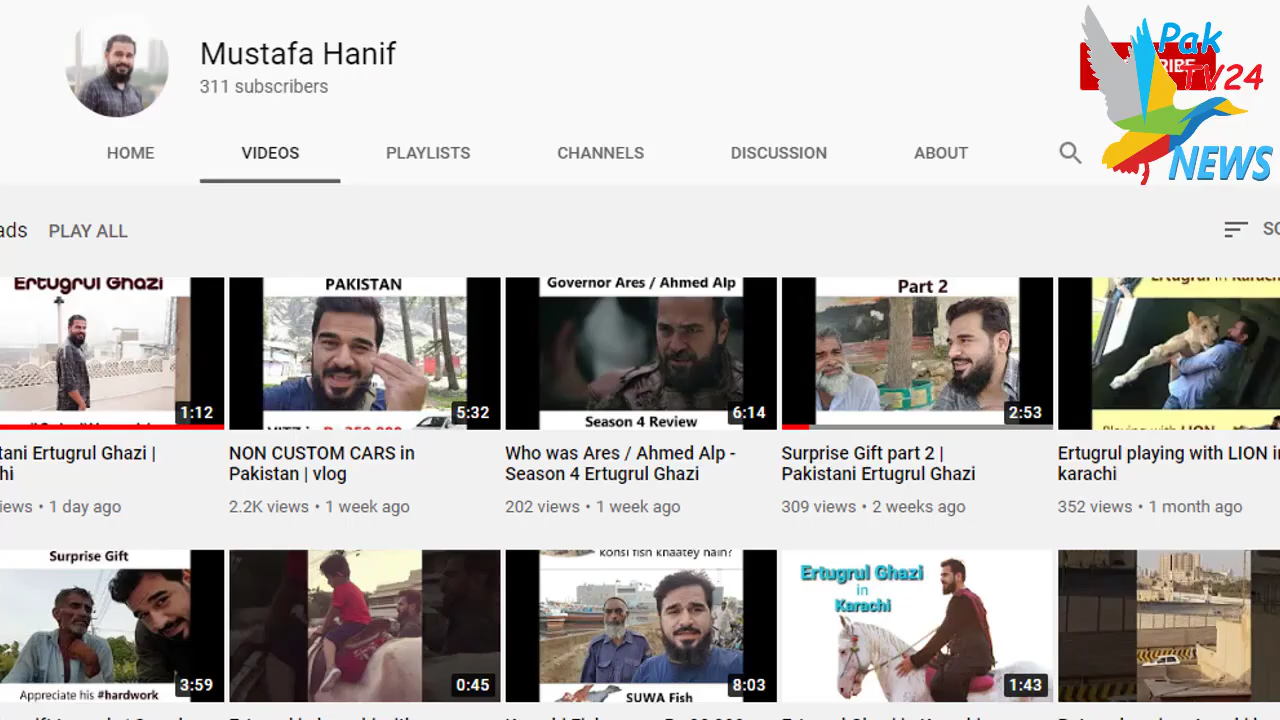 Mustafa Hanif
311 subscribers
Pak
TV24
NEWS
HOME
VIDEOS
PLAYLISTS
CHANNELS
DISCUSSION
ABOUT
PLAY ALL
Ertugrul Ghazi
1:12
PAKISTAN
5:32
Governor Ares / Ahmed Alp
Season 4 Review
6:14
Part 2
2:53
Ertugrul in Karachi
Playing with LION
tani Ertugrul Ghazi |
hi
iews • 1 day ago
NON CUSTOM CARS in
Pakistan | vlog
2.2K views • 1 week ago
Who was Ares / Ahmed Alp -
Season 4 Ertugrul Ghazi
202 views • 1 week ago
Surprise Gift part 2 |
Pakistani Ertugrul Ghazi
309 views • 2 weeks ago
Ertugrul playing with LION in
karachi
352 views • 1 month ago
Surprise Gift
Appreciate his #hardwork
3:59
0:45
konsi fish khaatey hain?
SUWA Fish
8:03
Ertugrul Ghazi
in
Karachi
1:43